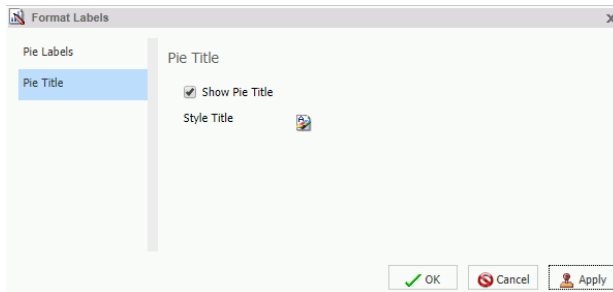 Format Labels
x
Pie Labels
Pie Title
Pie Title
Show Pie Title
Style Title
OK
Cancel
Apply